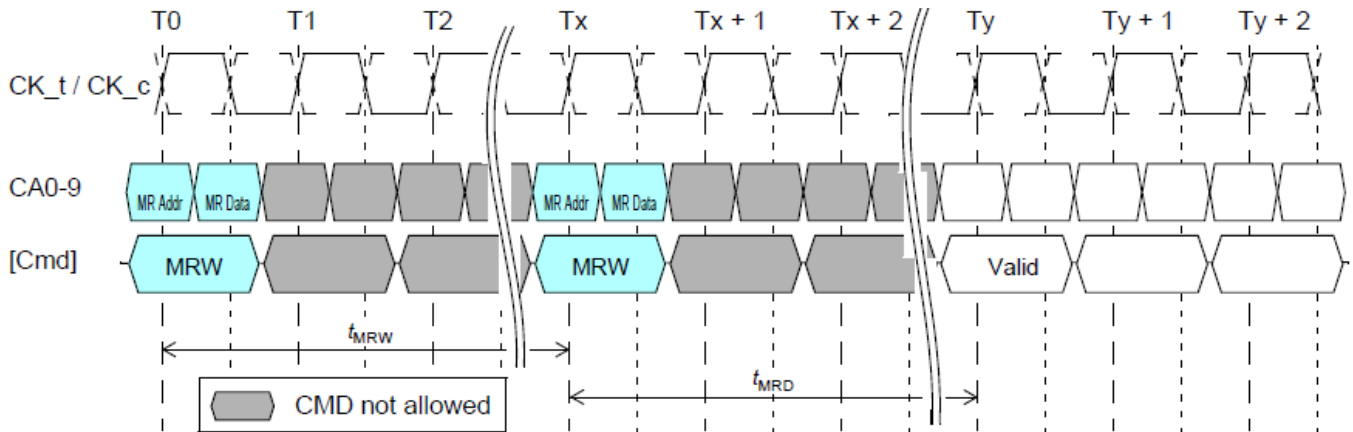 T0 T1 T2 Tx Tx + 1 Tx + 2 Ty Ty + 1 Ty + 2
CK_t / CK_c
CA0-9 MR Addr MR Data MR Addr MR Data
[Cmd] MRW MRW Valid
tMRW
tMRD
CMD not allowed